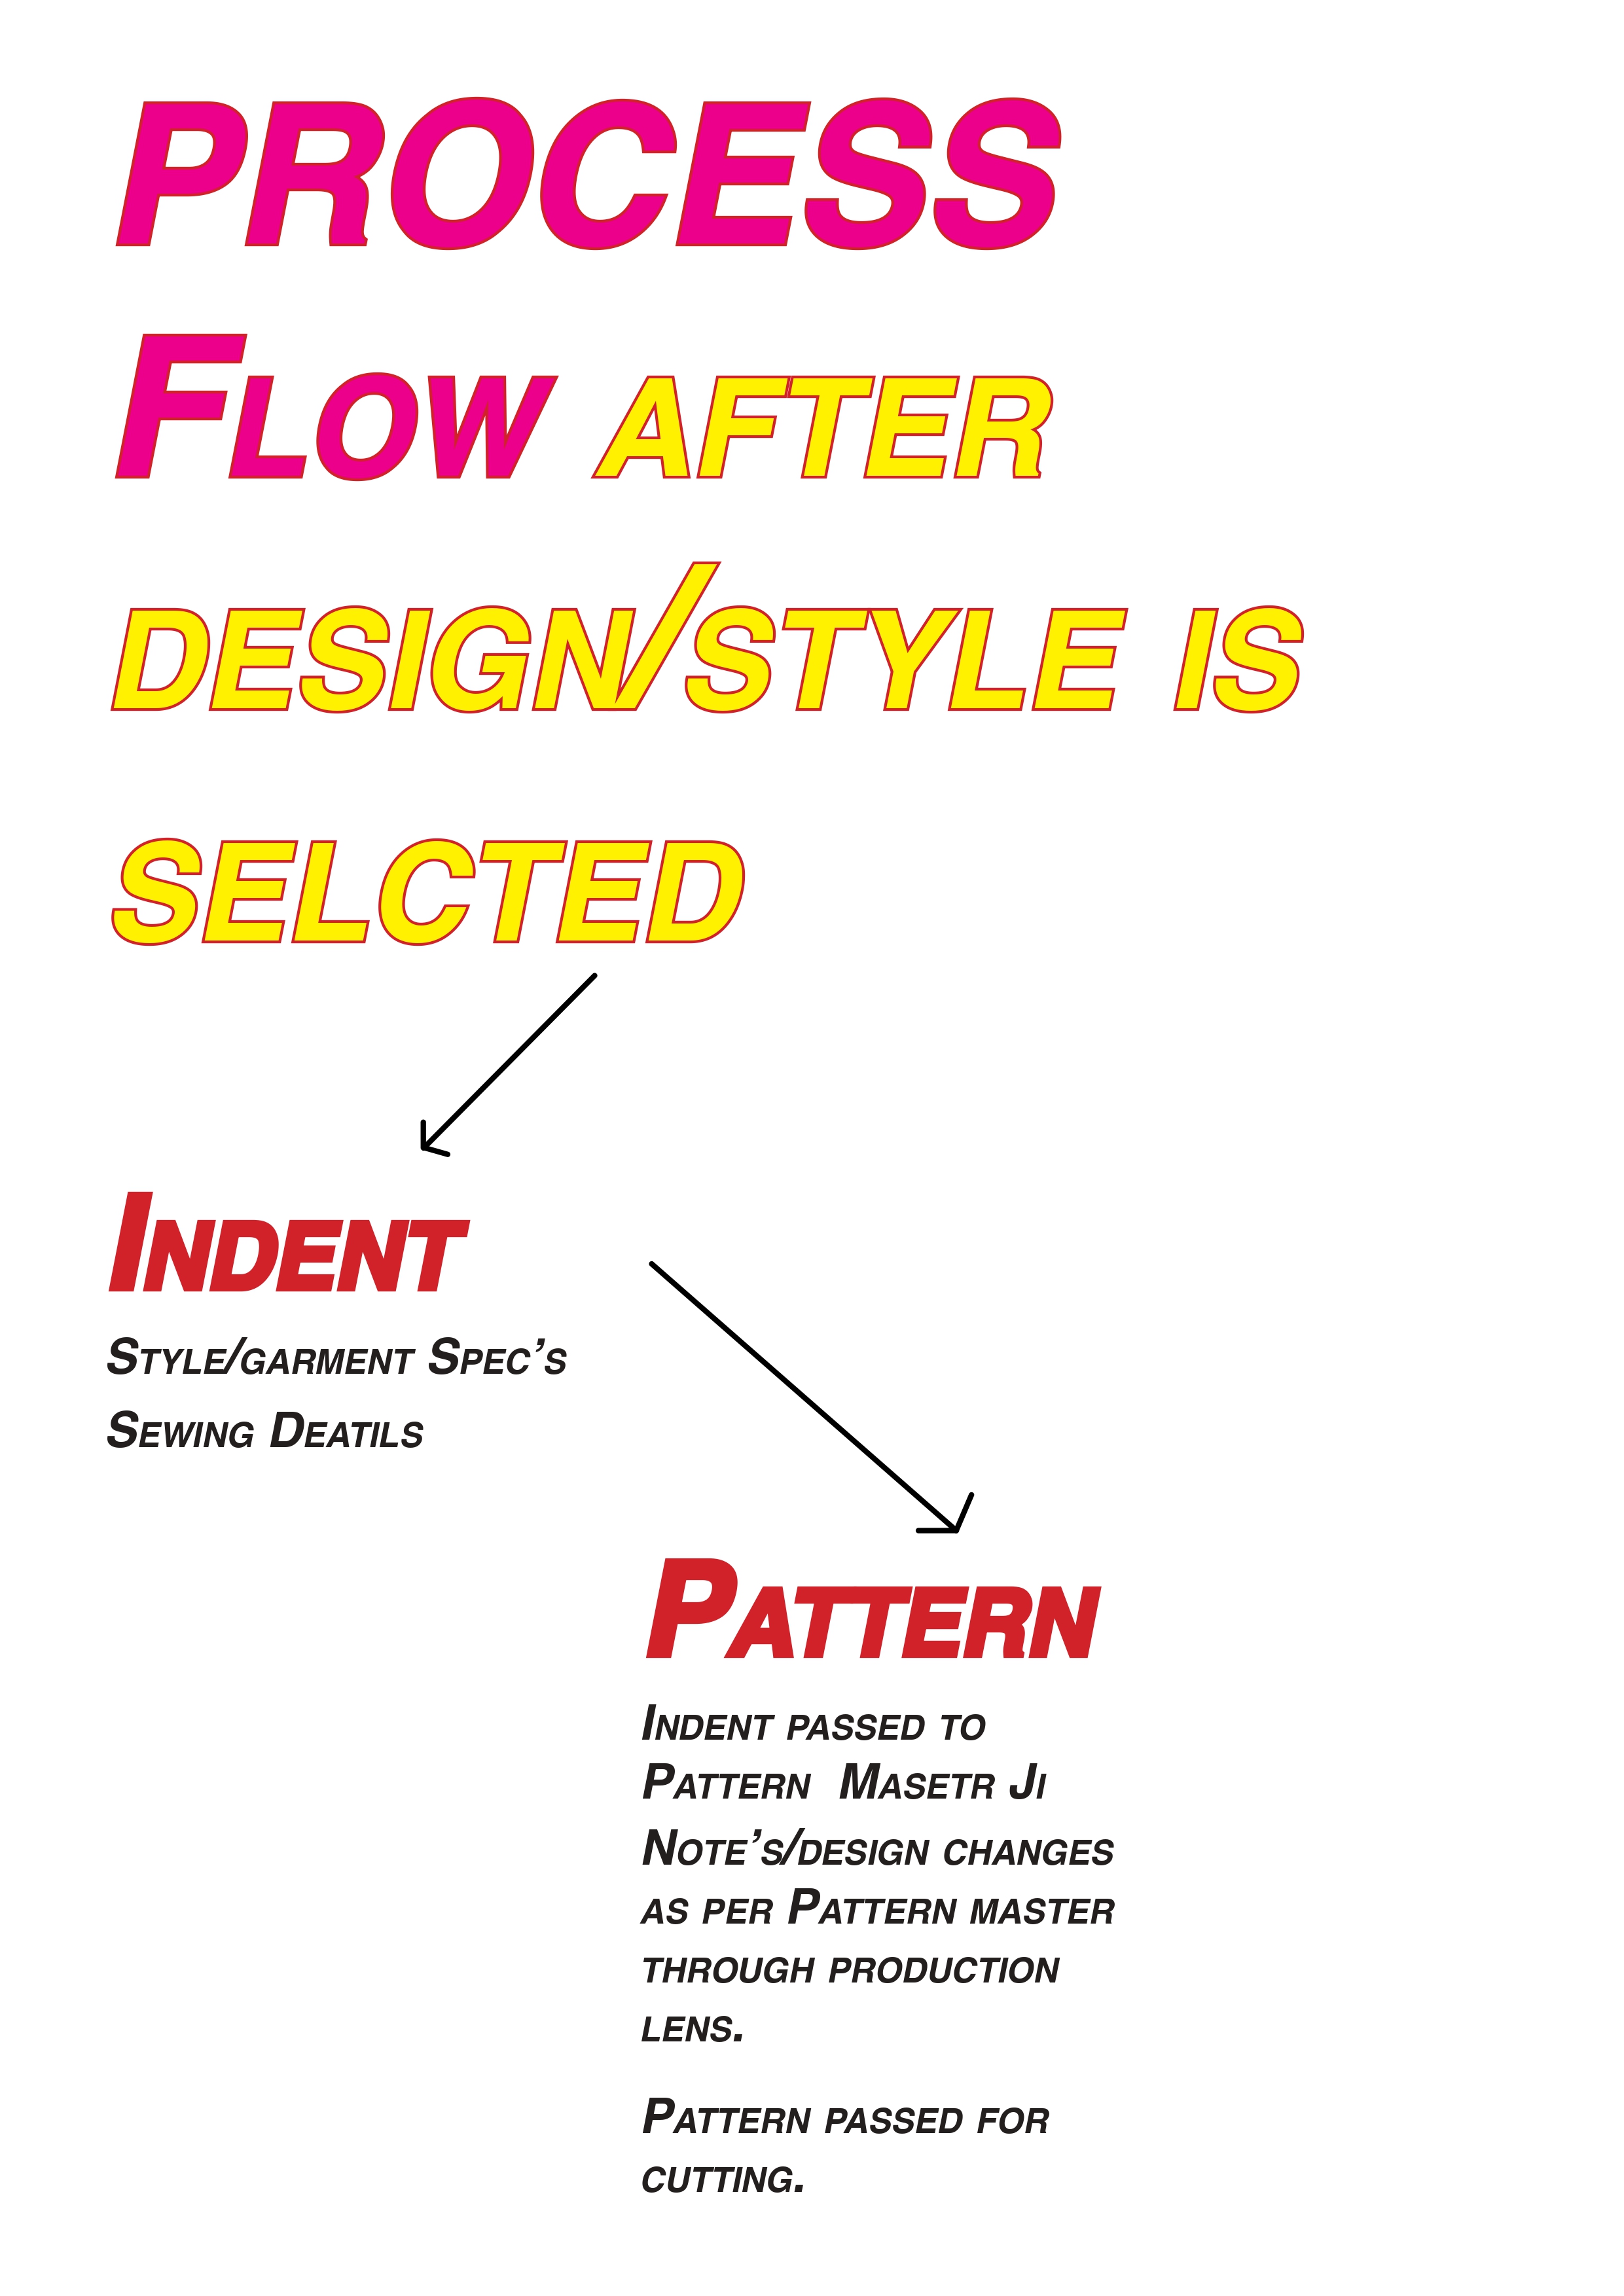 PROCESS
FLOW AFTER
DESIGN/STYLE IS
SELCTED
INDENT
STYLE/GARMENT SPEC’S
SEWING DEATILS
PATTERN
INDENT PASSED TO
PATTERN  MASETR JI
NOTE’S/DESIGN CHANGES
AS PER PATTERN MASTER
THROUGH PRODUCTION
LENS.
PATTERN PASSED FOR
CUTTING.